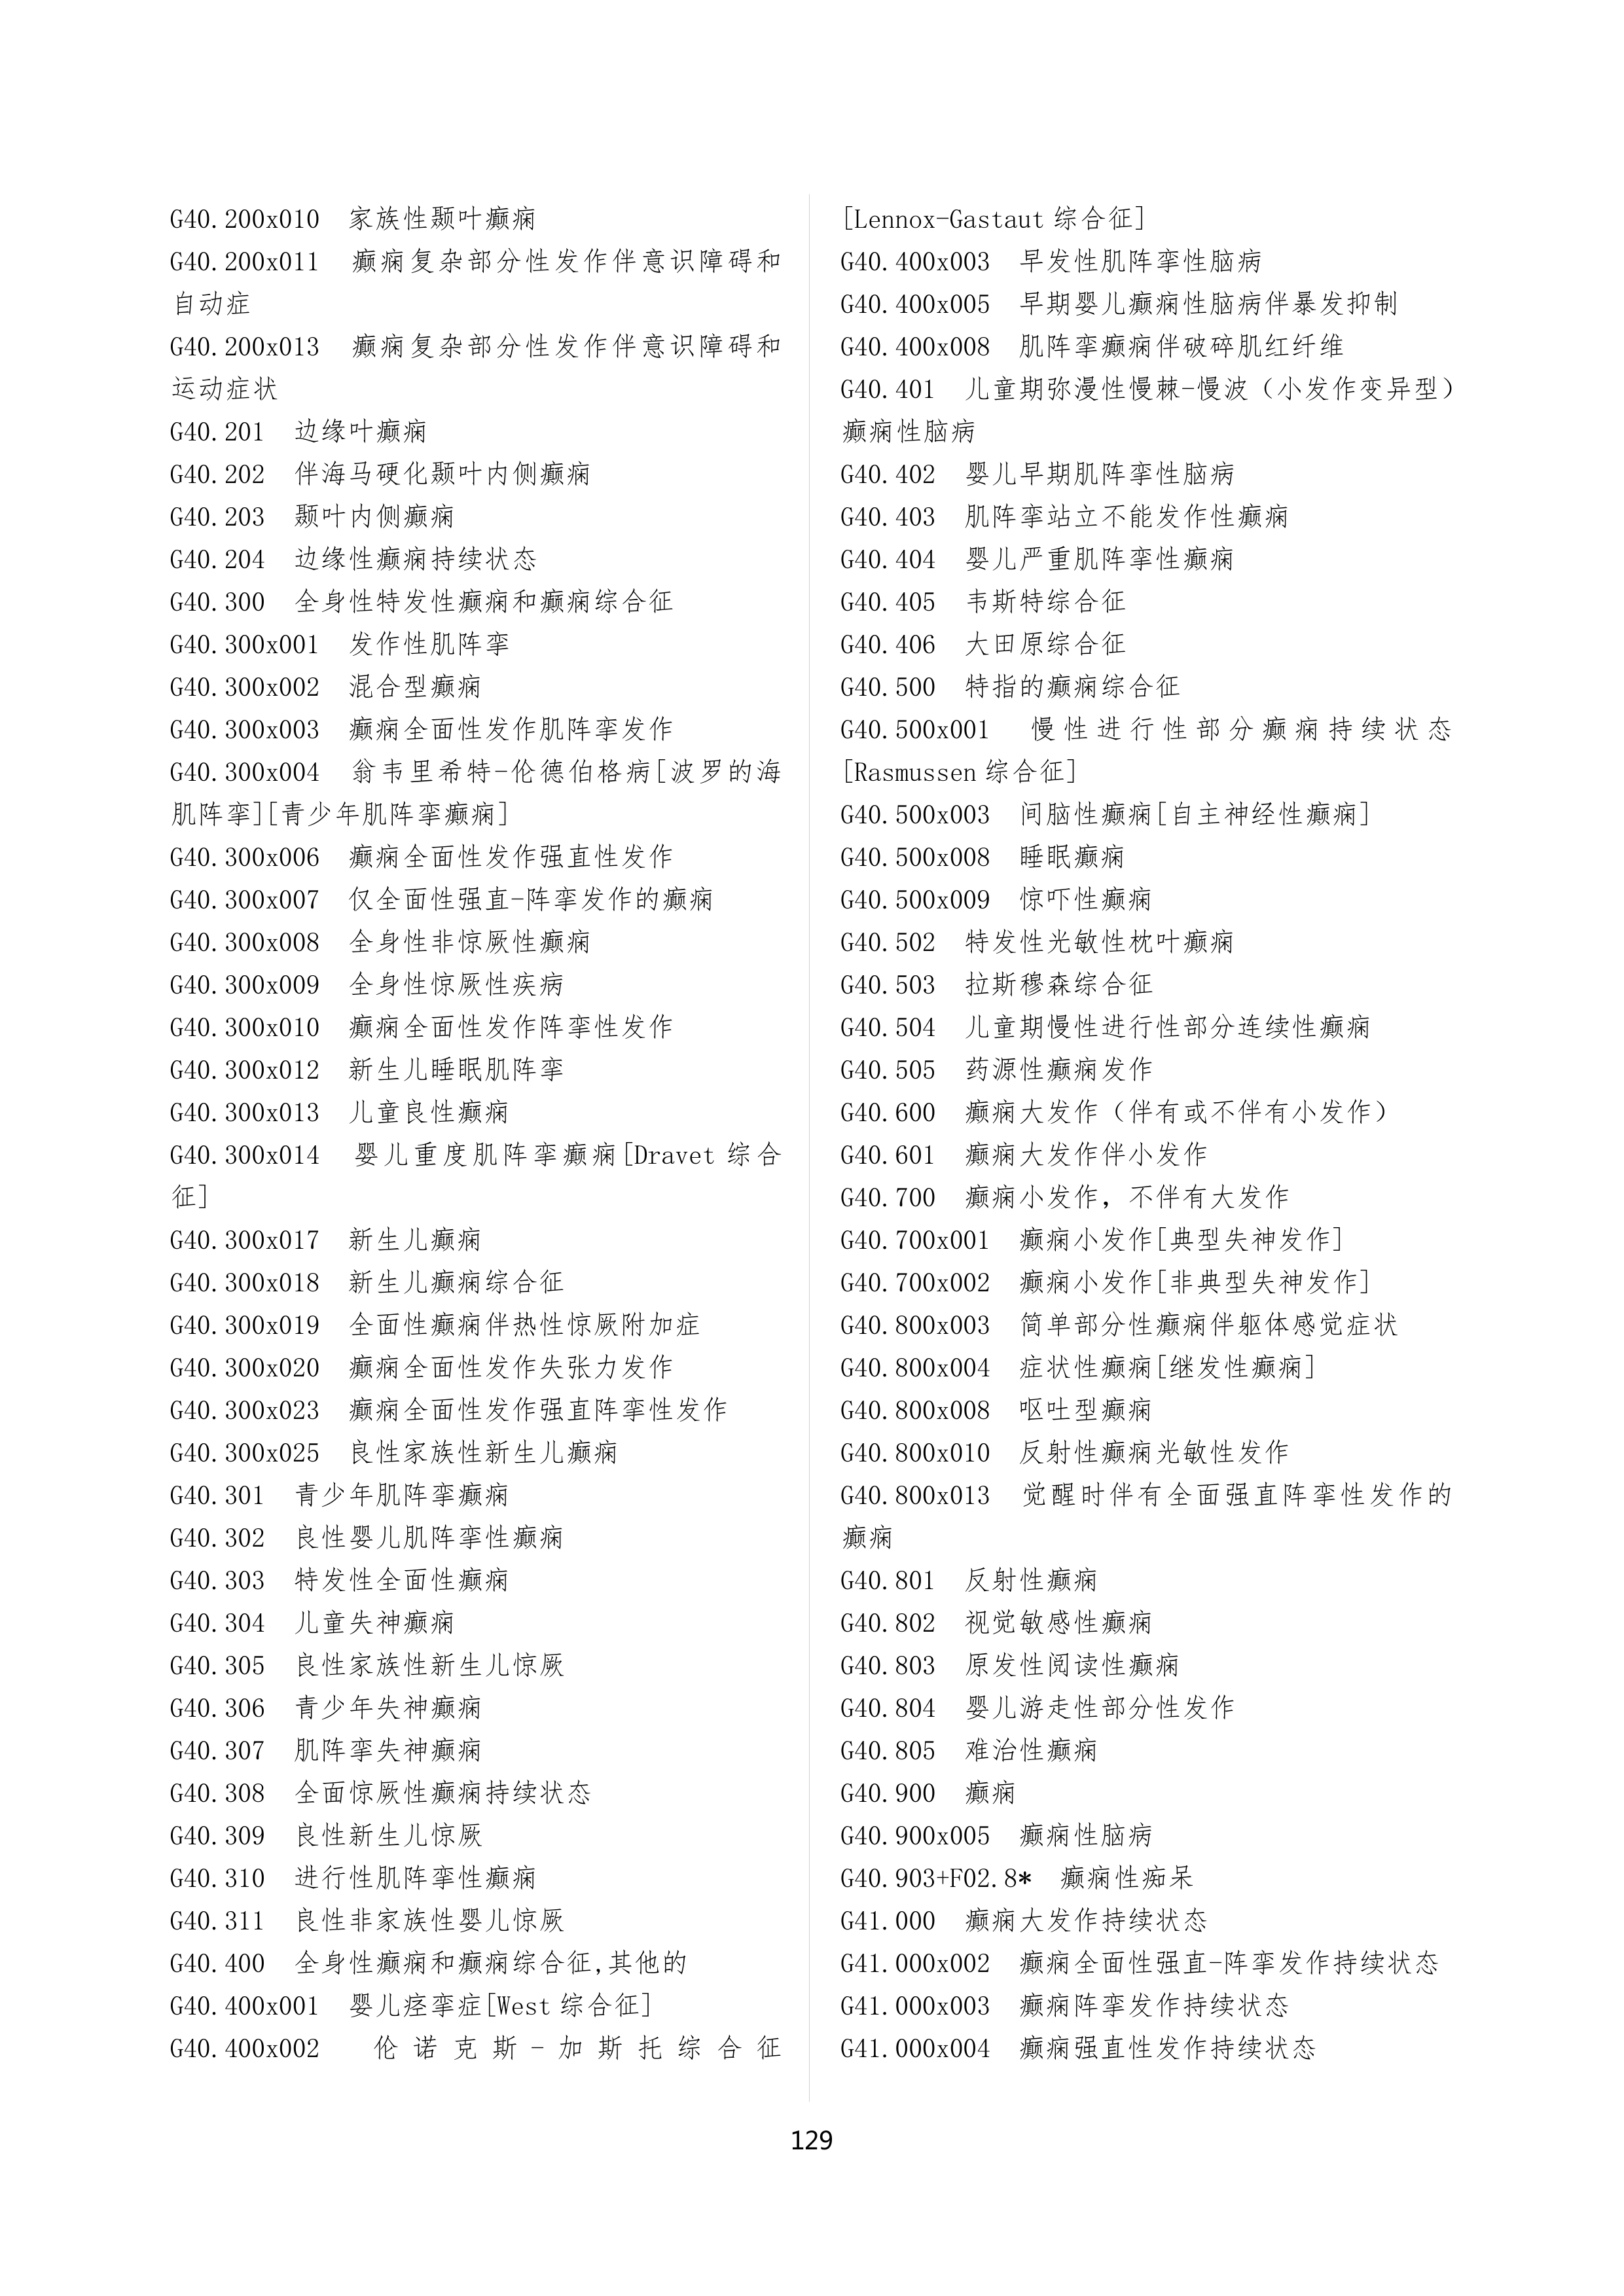 G40.200x010 家族性颞叶癫痫
G40.200x011 癫痫复杂部分性发作伴意识障碍和
自动症
G40.200x013 癫痫复杂部分性发作伴意识障碍和
运动症状
G40.201 边缘叶癫痫
G40.202 伴海马硬化颞叶内侧癫痫
G40.203 颞叶内侧癫痫
G40.204 边缘性癫痫持续状态
G40.300 全身性特发性癫痫和癫痫综合征
G40.300x001 发作性肌阵挛
G40.300x002 混合型癫痫
G40.300x003 癫痫全面性发作肌阵挛发作
G40.300x004 翁韦里希特-伦德伯格病[波罗的海
肌阵挛][青少年肌阵挛癫痫]
G40.300x006 癫痫全面性发作强直性发作
G40.300x007 仅全面性强直-阵挛发作的癫痫
G40.300x008 全身性非惊厥性癫痫
G40.300x009 全身性惊厥性疾病
G40.300x010 癫痫全面性发作阵挛性发作
G40.300x012 新生儿睡眠肌阵挛
G40.300x013 儿童良性癫痫
G40.300x014 婴儿重度肌阵挛癫痫[Dravet 综合
征]
G40.300x017 新生儿癫痫
G40.300x018 新生儿癫痫综合征
G40.300x019 全面性癫痫伴热性惊厥附加症
G40.300x020 癫痫全面性发作失张力发作
G40.300x023 癫痫全面性发作强直阵挛性发作
G40.300x025 良性家族性新生儿癫痫
G40.301 青少年肌阵挛癫痫
G40.302 良性婴儿肌阵挛性癫痫
G40.303 特发性全面性癫痫
G40.304 儿童失神癫痫
G40.305 良性家族性新生儿惊厥
G40.306 青少年失神癫痫
G40.307 肌阵挛失神癫痫
G40.308 全面惊厥性癫痫持续状态
G40.309 良性新生儿惊厥
G40.310 进行性肌阵挛性癫痫
G40.311 良性非家族性婴儿惊厥
G40.400 全身性癫痫和癫痫综合征,其他的
G40.400x001 婴儿痉挛症[West 综合征]
G40.400x002 伦诺克斯-加斯托综合征
[Lennox-Gastaut 综合征]
G40.400x003 早发性肌阵挛性脑病
G40.400x005 早期婴儿癫痫性脑病伴暴发抑制
G40.400x008 肌阵挛癫痫伴破碎肌红纤维
G40.401 儿童期弥漫性慢棘-慢波（小发作变异型）
癫痫性脑病
G40.402 婴儿早期肌阵挛性脑病
G40.403 肌阵挛站立不能发作性癫痫
G40.404 婴儿严重肌阵挛性癫痫
G40.405 韦斯特综合征
G40.406 大田原综合征
G40.500 特指的癫痫综合征
G40.500x001 慢性进行性部分癫痫持续状态
[Rasmussen 综合征]
G40.500x003 间脑性癫痫[自主神经性癫痫]
G40.500x008 睡眠癫痫
G40.500x009 惊吓性癫痫
G40.502 特发性光敏性枕叶癫痫
G40.503 拉斯穆森综合征
G40.504 儿童期慢性进行性部分连续性癫痫
G40.505 药源性癫痫发作
G40.600 癫痫大发作（伴有或不伴有小发作）
G40.601 癫痫大发作伴小发作
G40.700 癫痫小发作，不伴有大发作
G40.700x001 癫痫小发作[典型失神发作]
G40.700x002 癫痫小发作[非典型失神发作]
G40.800x003 简单部分性癫痫伴躯体感觉症状
G40.800x004 症状性癫痫[继发性癫痫]
G40.800x008 呕吐型癫痫
G40.800x010 反射性癫痫光敏性发作
G40.800x013 觉醒时伴有全面强直阵挛性发作的
癫痫
G40.801 反射性癫痫
G40.802 视觉敏感性癫痫
G40.803 原发性阅读性癫痫
G40.804 婴儿游走性部分性发作
G40.805 难治性癫痫
G40.900 癫痫
G40.900x005 癫痫性脑病
G40.903+F02.8* 癫痫性痴呆
G41.000 癫痫大发作持续状态
G41.000x002 癫痫全面性强直-阵挛发作持续状态
G41.000x003 癫痫阵挛发作持续状态
G41.000x004 癫痫强直性发作持续状态
129